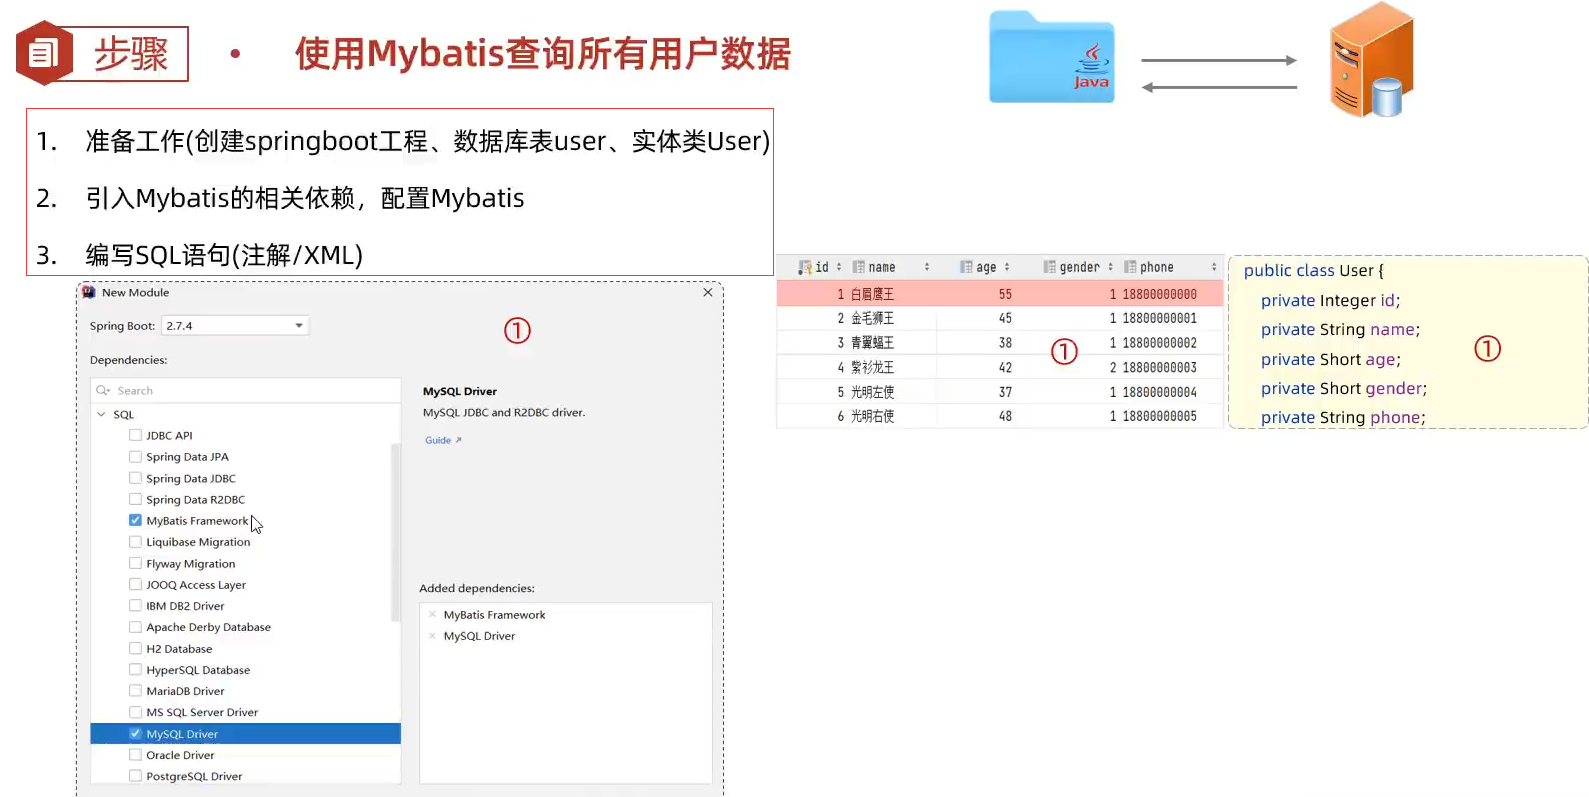 步骤
使用Mybatis查询所有用户数据
Java
1. 准备工作(创建springboot工程、数据库表user、实体类User)
2. 引入Mybatis的相关依赖，配置Mybatis
3. 编写SQL语句(注解/XML)
New Module
Spring Boot: 2.7.4
①
Dependencies:
Search
SQL
JDBC API
Spring Data JPA
Spring Data JDBC
Spring Data R2DBC
MyBatis Framework
Liquibase Migration
Flyway Migration
JOOQ Access Layer
IBM DB2 Driver
Apache Derby Database
H2 Database
HyperSQL Database
MariaDB Driver
MS SQL Server Driver
MySQL Driver
Oracle Driver
PostgreSQL Driver
MySQL Driver
MySQL JDBC and R2DBC driver.
Guide
Added dependencies:
MyBatis Framework
MySQL Driver
id name age gender phone
1 白眉鹰王 55 1 18800000000
2 金毛狮王 45 1 18800000001
3 青翼蝠王 38 1 18800000002
4 紫衫龙王 42 2 18800000003
5 光明左使 37 1 18800000004
6 光明右使 48 1 18800000005
①
public class User {
private Integer id;
private String name;
private Short age;
private Short gender;
private String phone;
①